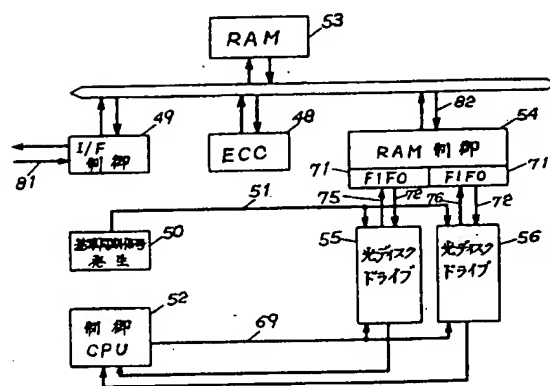 RAM
53
82
49
48
54
I/F
制御
81
ECC
RAM 制御
71
FIFO
FIFO
71
51
75
72
76
72
50
基準同期信号
発生
55
56
光ディスク
ドライブ
光ディスク
ドライブ
52
制御
CPU
69